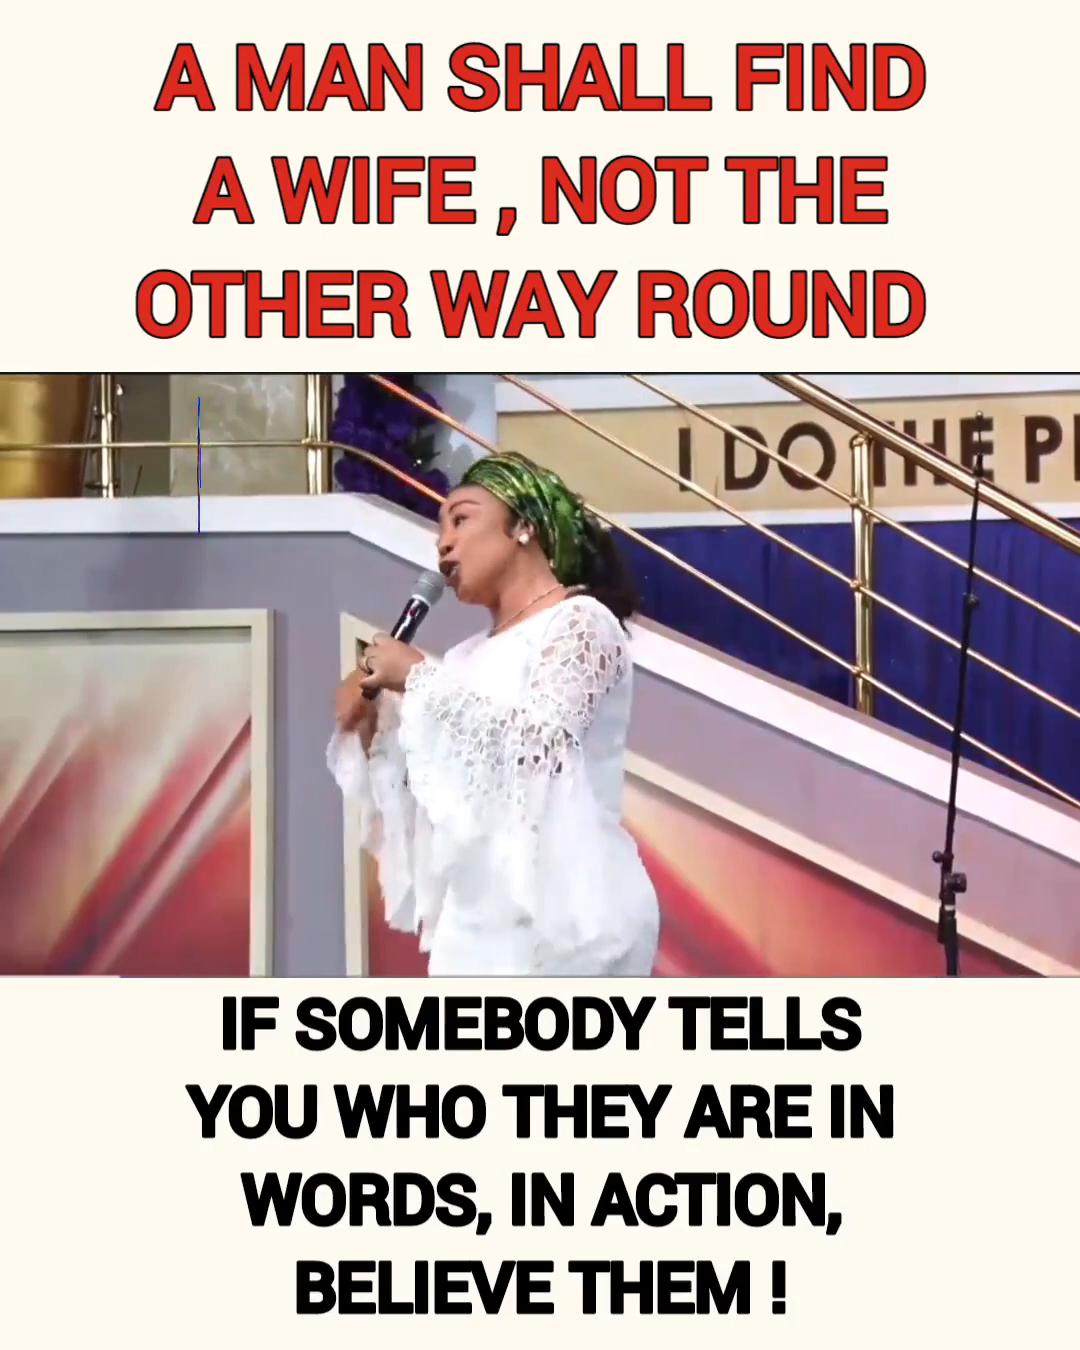 A MAN SHALL FIND
A WIFE , NOT THE
OTHER WAY ROUND
I DO THE
IF SOMEBODY TELLS
YOU WHO THEY ARE IN
WORDS, IN ACTION,
BELIEVE THEM !